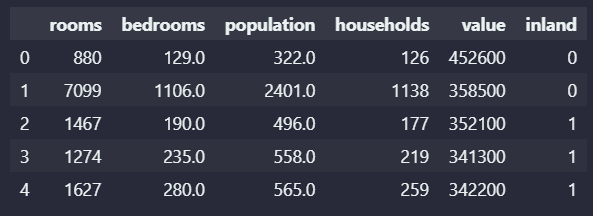 rooms bedrooms population households value inland
0 880 129.0 322.0 126 452600 0
1 7099 1106.0 2401.0 1138 358500 0
2 1467 190.0 496.0 177 352100 1
3 1274 235.0 558.0 219 341300 1
4 1627 280.0 565.0 259 342200 1